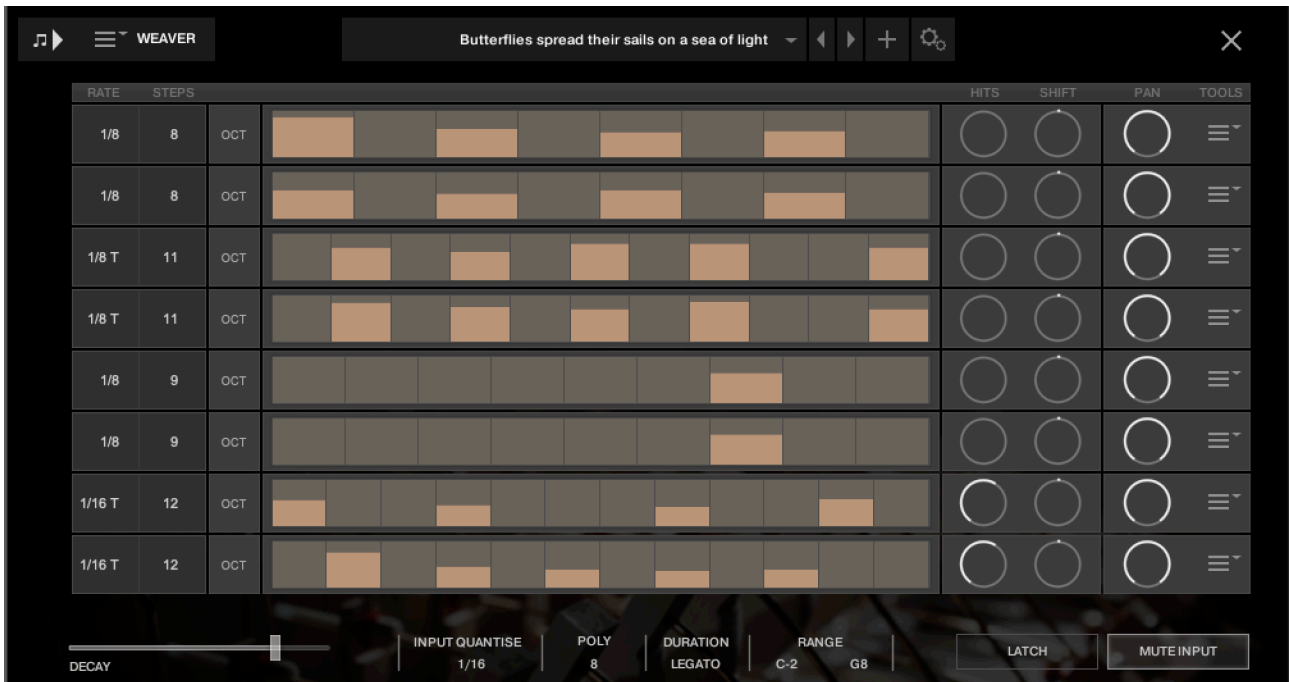 WEAVER
Butterflies spread their sails on a sea of light
RATE STEPS HITS SHIFT PAN TOOLS
1/8 8 OCT
1/8 8 OCT
1/8 T 11 OCT
1/8 T 11 OCT
1/8 9 OCT
1/8 9 OCT
1/16 T 12 OCT
1/16 T 12 OCT
DECAY
INPUT QUANTISE POLY DURATION RANGE
1/16 8 LEGATO C-2 G8
LATCH MUTE INPUT